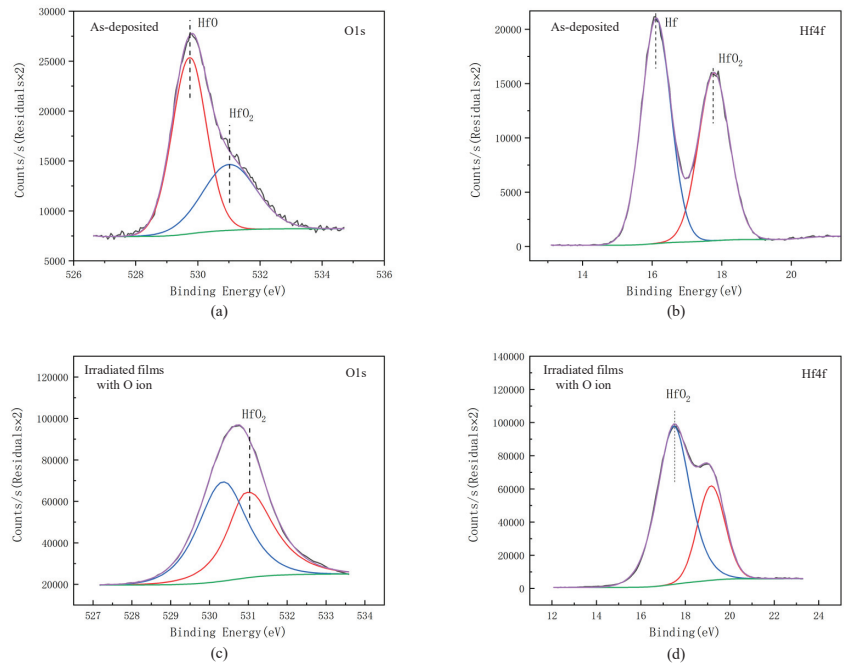 As-deposited
HfO
O1s
HfO₂
Counts/s(Residuals×2)
25000
20000
15000
10000
5000
526 528 530 532 534 536
Binding Energy(eV)
(a)
As-deposited
Hf
Hf4f
HfO₂
Counts/s(Residuals×2)
20000
15000
10000
5000
0
14 16 18 20
Binding Energy(eV)
(b)
Irradiated films
with O ion
O1s
HfO₂
Counts/s(Residuals×2)
120000
100000
80000
60000
40000
20000
527 528 529 530 531 532 533 534
Binding Energy(eV)
(c)
Irradiated films
with O ion
Hf4f
HfO₂
Counts/s(Residuals×2)
140000
120000
100000
80000
60000
40000
20000
0
12 14 16 18 20 22 24
Binding(eV)
(d)